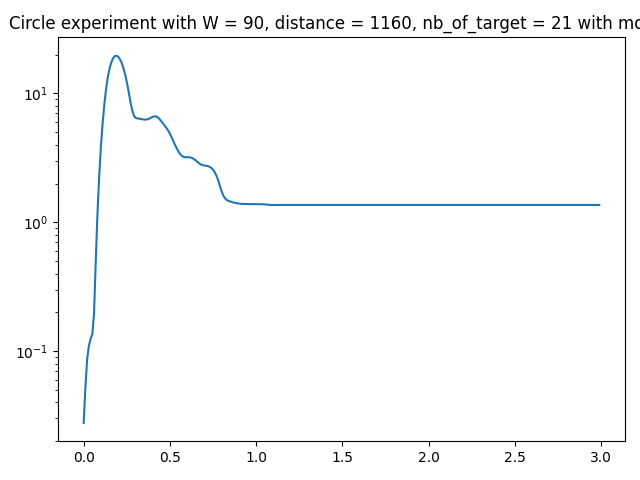 Circle experiment with W = 90, distance = 1160, nb_of_target = 21 with
10¹
10⁰
10⁻¹
0.0 0.5 1.0 1.5 2.0 2.5 3.0